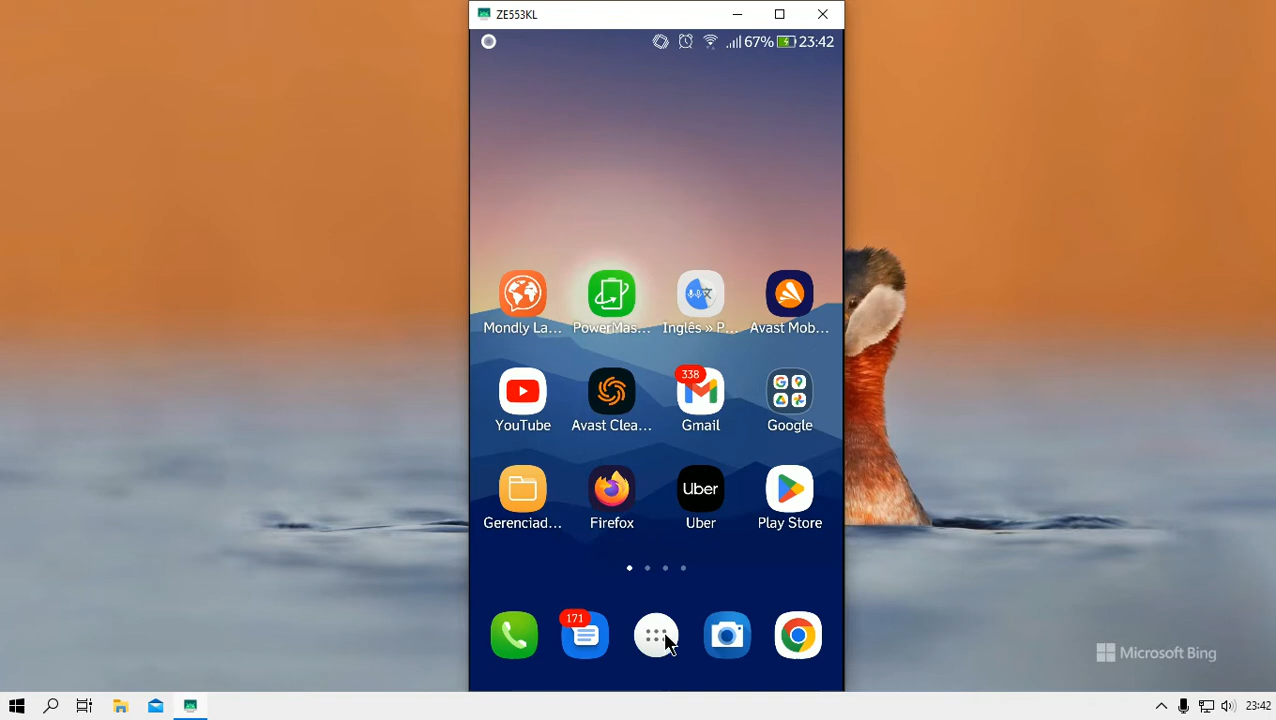 ZE553KL
67% 23:42
Mondly La... PowerMas... Inglês » P... Avast Mob...
338
YouTube Avast Clea... Gmail Google
Uber
Gerenciad... Firefox Uber Play Store
171
Microsoft Bing
23:42